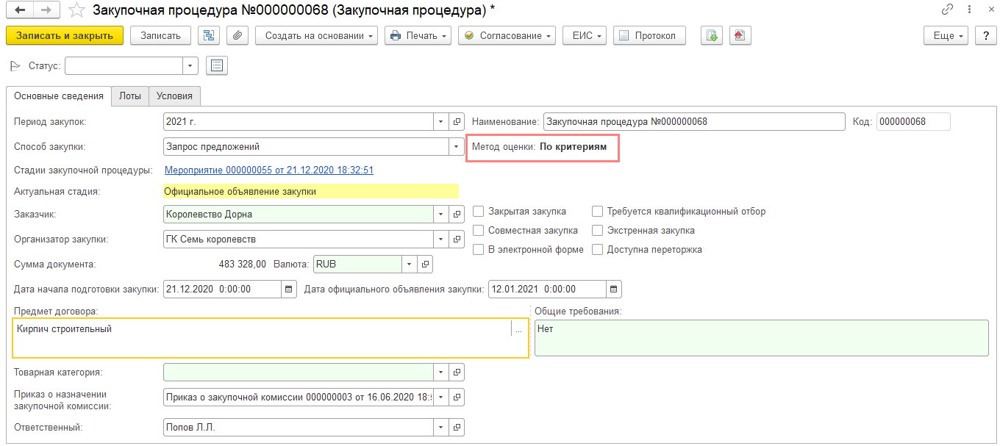 Закупочная процедура №000000068 (Закупочная процедура) *
Записать и закрыть Записать Создать на основании Печать Согласование ЕИС Протокол Еще ?
Статус:
Основные сведения Лоты Условия
Период закупок: 2021 г. Наименование: Закупочная процедура №000000068 Код: 000000068
Способ закупки: Запрос предложений Метод оценки: По критериям
Стадии закупочной процедуры: Мероприятие 000000055 от 21.12.2020 18:32:51
Актуальная стадия: Официальное объявление закупки
Заказчик: Королевство Дорна Закрытая закупка Требуется квалификационный отбор
Совместная закупка Экстренная закупка
Организатор закупки: ГК Семь королевств
В электронной форме Доступна переторжка
Сумма документа: 483 328,00 Валюта: RUB
Дата начала подготовки закупки: 21.12.2020 0:00:00 Дата официального объявления закупки: 12.01.2021 0:00:00
Предмет договора: Общие требования:
Кирпич строительный ... Нет
Товарная категория:
Приказ о назначении
закупочной комиссии: Приказ о закупочной комиссии 000000003 от 16.06.2020 18:
Ответственный: Попов Л.Л.